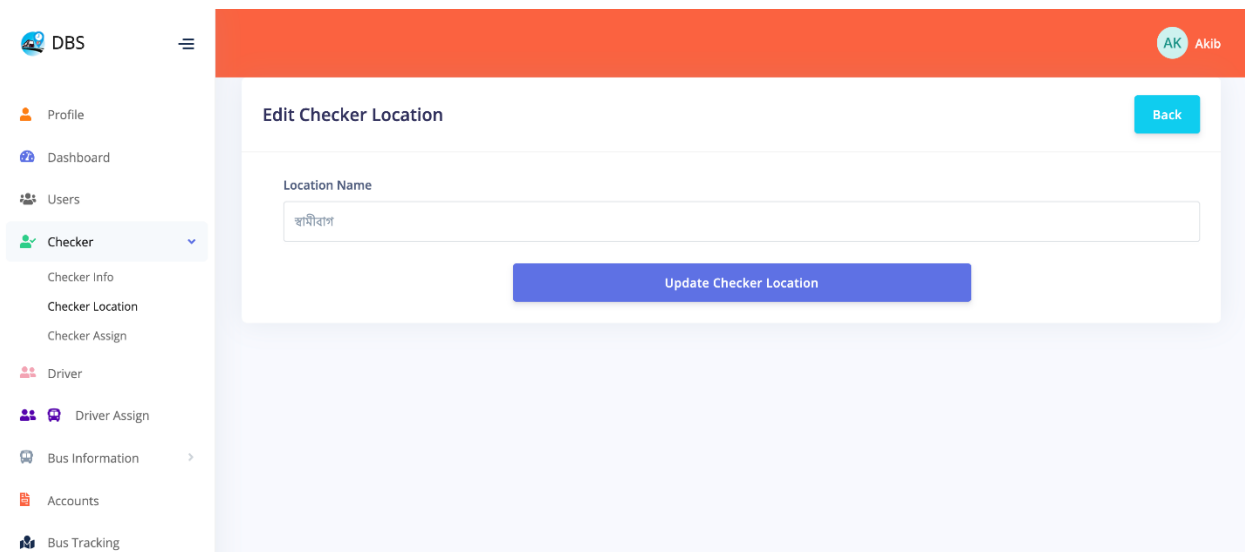 DBS
AK Akib
Profile
Dashboard
Users
Checker
Checker Info
Checker Location
Checker Assign
Driver
Driver Assign
Bus Information
Accounts
Bus Tracking
Edit Checker Location
Back
Location Name
স্বামীবাগ
Update Checker Location